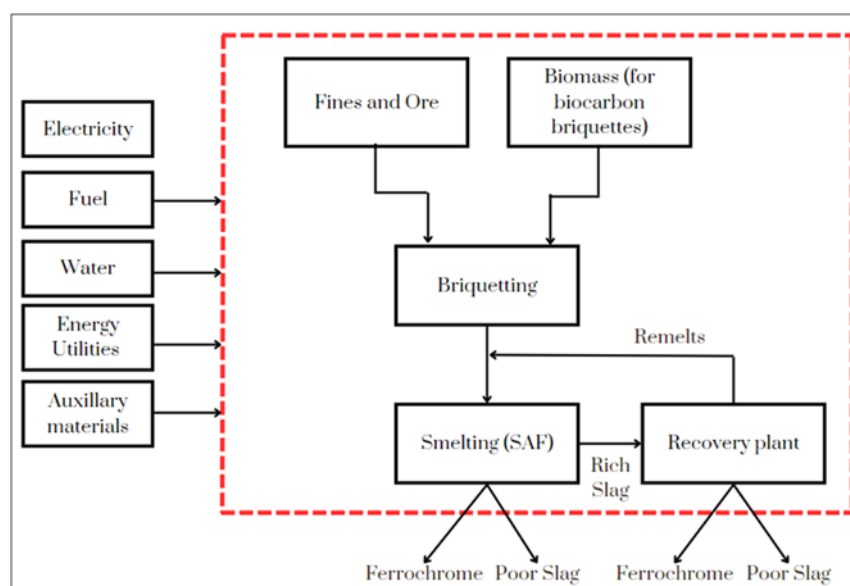 Electricity
Fuel
Water
Energy
Utilities
Auxillary
materials
Fines and Ore
Biomass (for
biocarbon
briquettes)
Briquetting
Remelts
Smelting (SAF)
Rich
Slag
Recovery plant
Ferrochrome
Poor Slag
Ferrochrome
Poor Slag